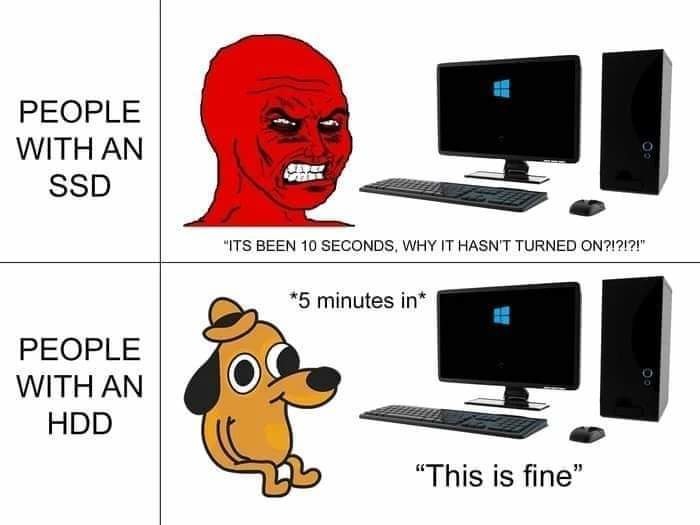 PEOPLE
WITH AN
SSD
"ITS BEEN 10 SECONDS, WHY IT HASN'T TURNED ON?!?!?!"
PEOPLE
WITH AN
HDD
*5 minutes in*
“This is fine”